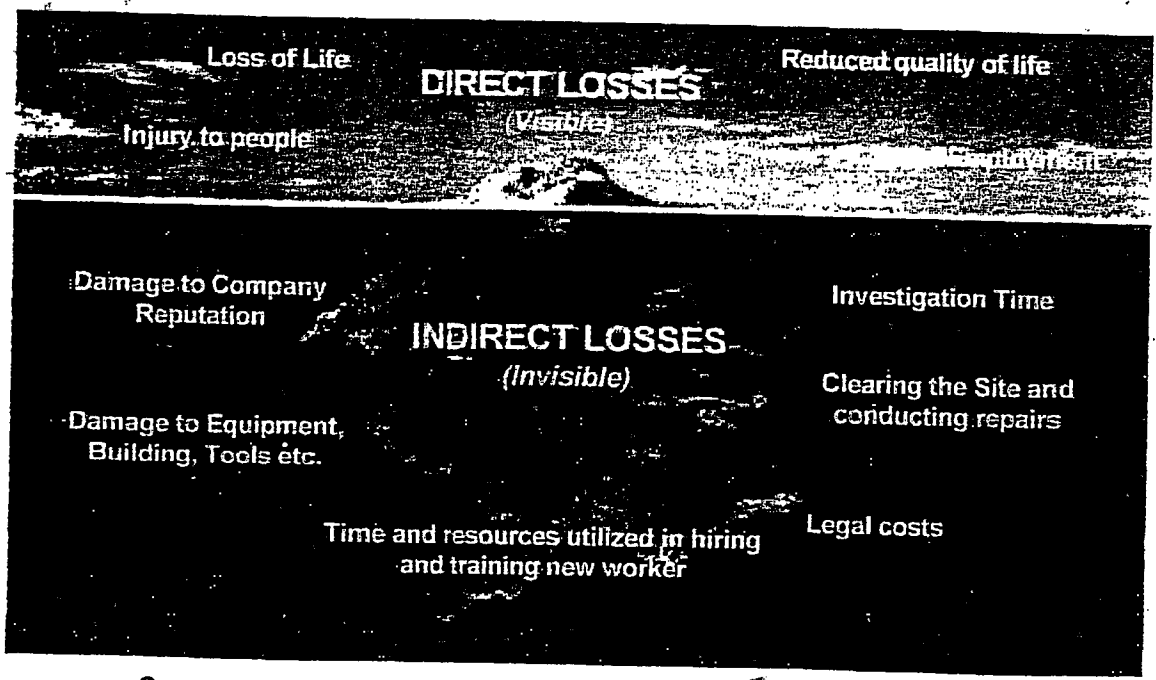 Loss of Life
Reduced quality of life
DIRECT LOSSES
(Visible)
Injury to people
Employment
Damage to Company
Reputation
Investigation Time
INDIRECT LOSSES
(Invisible)
Clearing the Site and
conducting repairs
Damage to Equipment,
Building, Tools etc.
Legal costs
Time and resources utilized in hiring
and training new worker